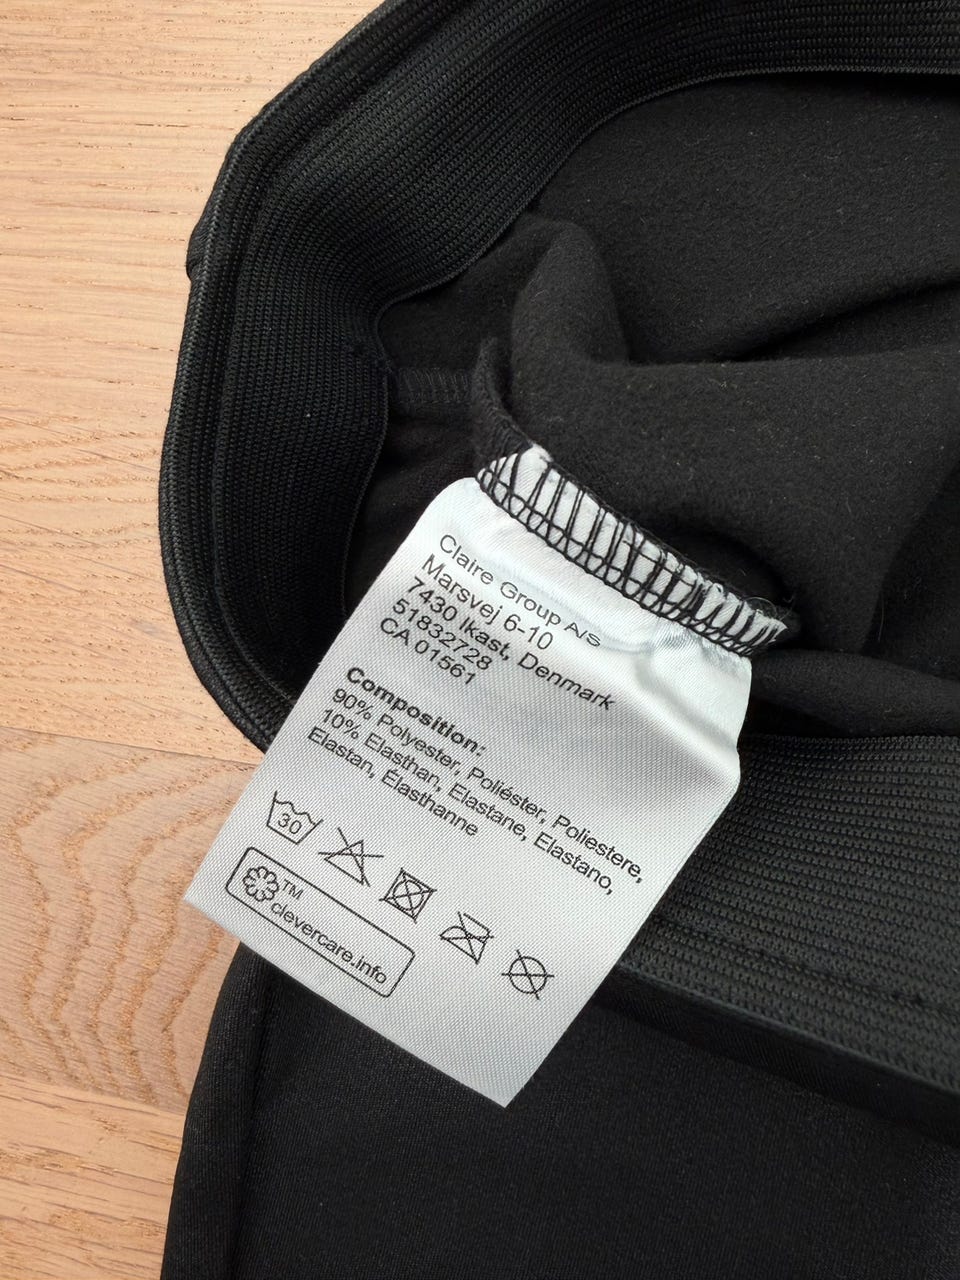 Claire Group A/S
Marsvej 6-10
7430 Ikast, Denmark
51832728
CA 01561
Composition:
90% Polyester, Poliéster, Poliestere,
10% Elasthan, Elastane, Elastano,
Elastan, Élasthanne
30
TM
clevercare.info